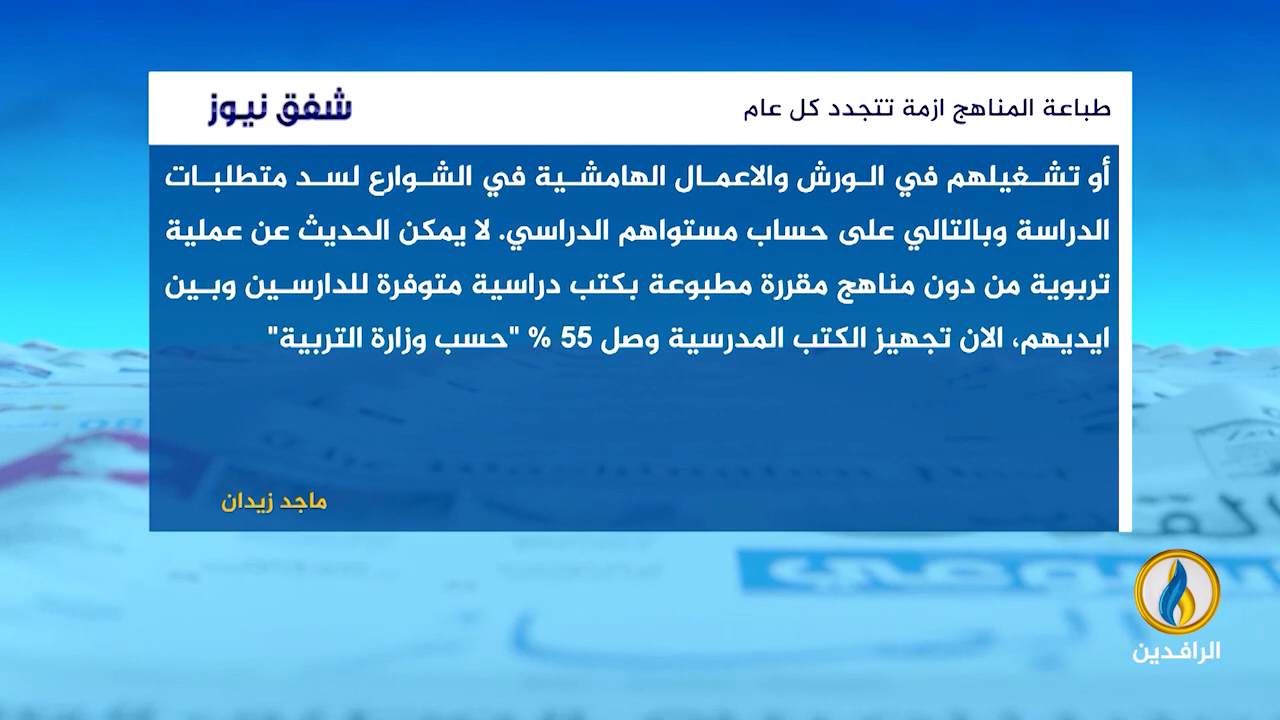 طباعة المناهج ازمة تتجدد كل عام
شفق نيوز
أو تشغيلهم في الورش والاعمال الهامشية في الشوارع لسد متطلبات
الدراسة وبالتالي على حساب مستواهم الدراسي. لا يمكن الحديث عن عملية
تربوية من دون مناهج مقررة مطبوعة بكتب دراسية متوفرة للدارسين وبين
ايديهم، الان تجهيز الكتب المدرسية وصل 55 % "حسب وزارة التربية"
ماجد زيدان
الرافدين